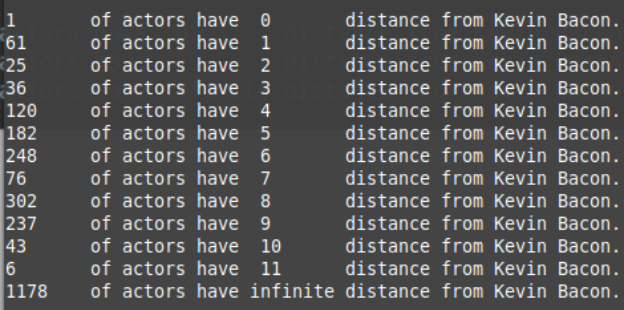 1 of actors have 0 distance from Kevin Bacon.
61 of actors have 1 distance from Kevin Bacon.
25 of actors have 2 distance from Kevin Bacon.
36 of actors have 3 distance from Kevin Bacon.
120 of actors have 4 distance from Kevin Bacon.
182 of actors have 5 distance from Kevin Bacon.
248 of actors have 6 distance from Kevin Bacon.
76 of actors have 7 distance from Kevin Bacon.
302 of actors have 8 distance from Kevin Bacon.
237 of actors have 9 distance from Kevin Bacon.
43 of actors have 10 distance from Kevin Bacon.
6 of actors have 11 distance from Kevin Bacon.
1178 of actors have infinite distance from Kevin Bacon.